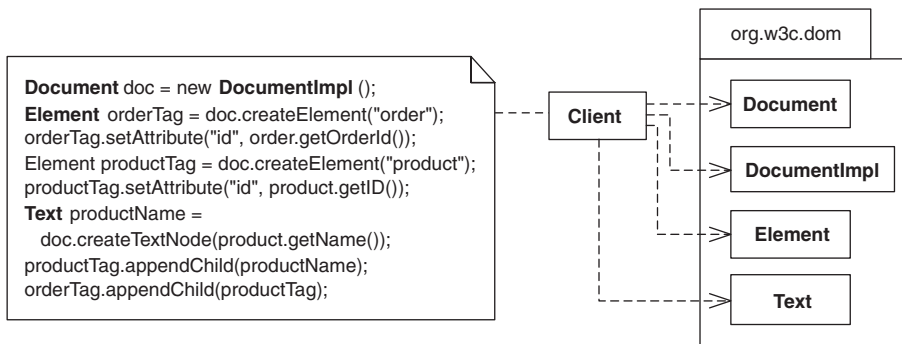 Document doc = new DocumentImpl ();
Element orderTag = doc.createElement("order");
orderTag.setAttribute("id", order.getOrderId());
Element productTag = doc.createElement("product");
productTag.setAttribute("id", product.getID());
Text productName =
doc.createTextNode(product.getName());
productTag.appendChild(productName);
orderTag.appendChild(productTag);
Client
org.w3c.dom
Document
DocumentImpl
Element
Text